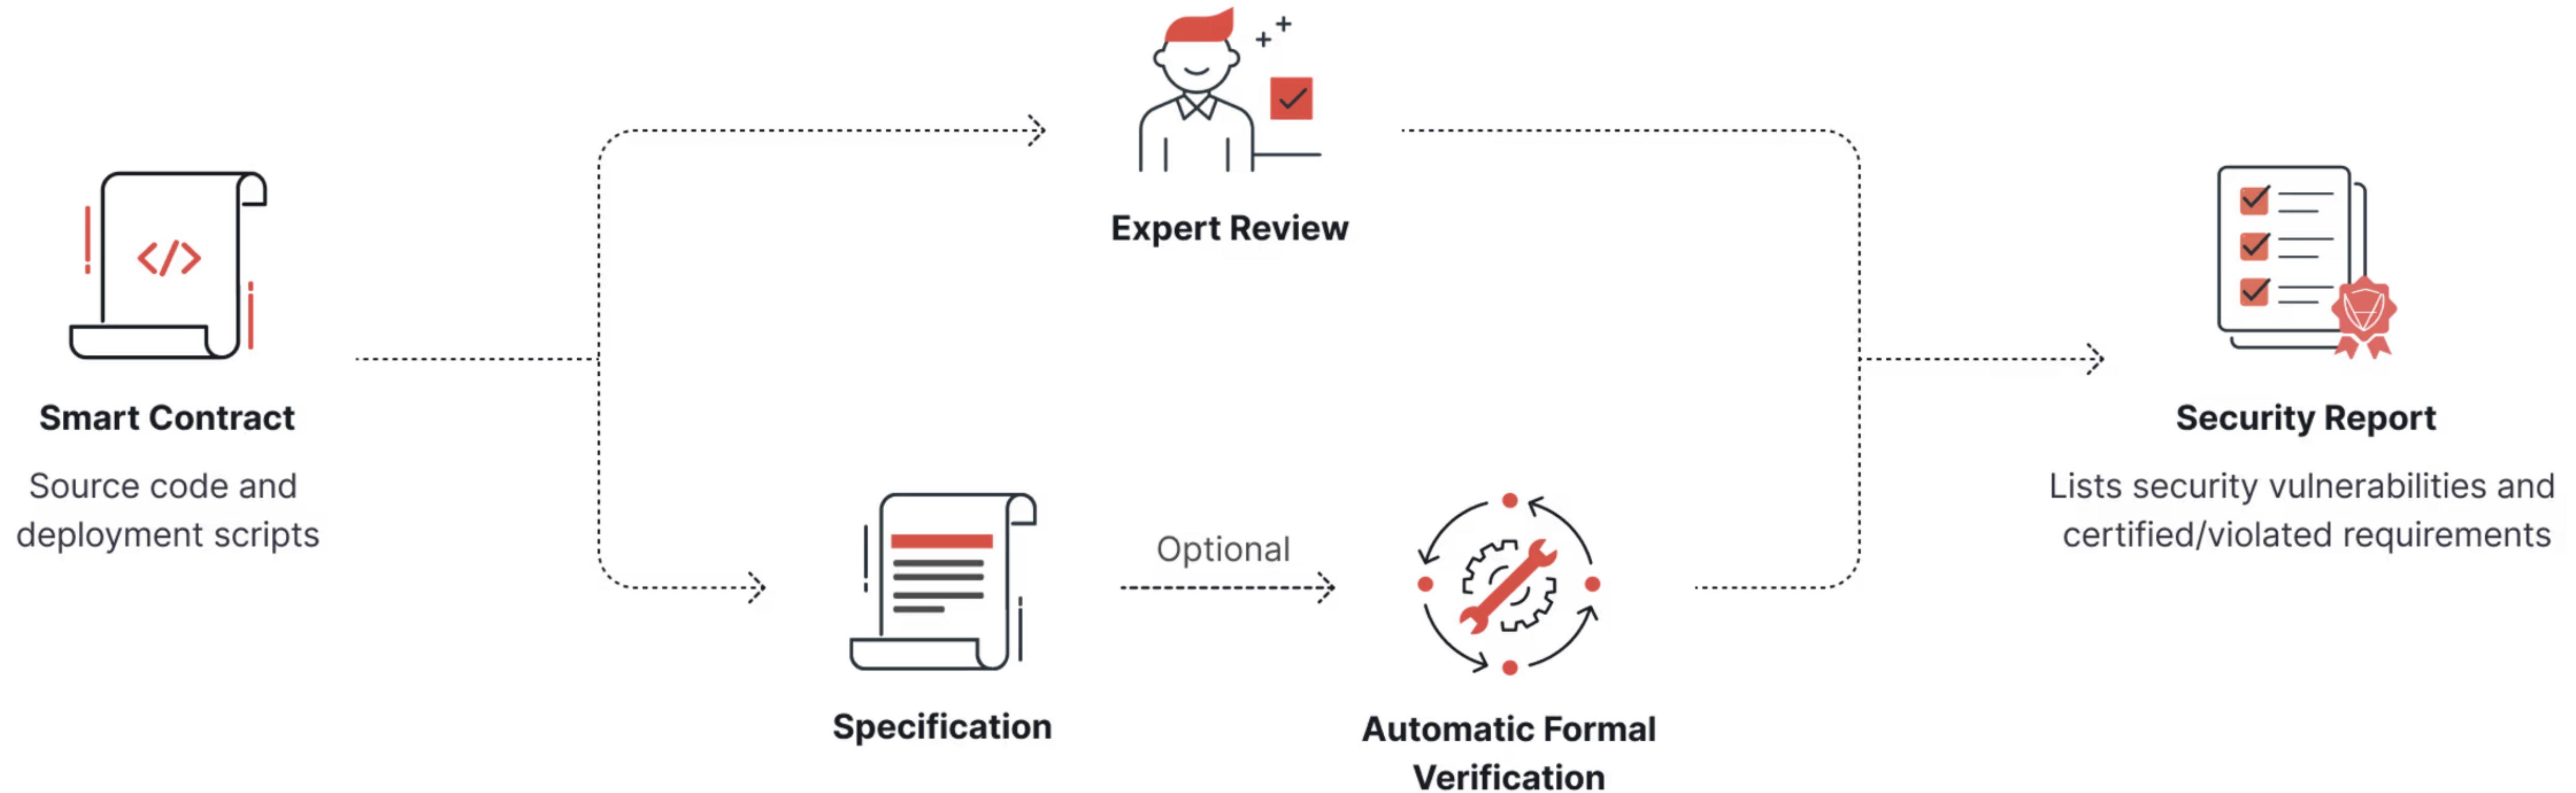 Expert Review
Smart Contract
Source code and
deployment scripts
Security Report
Lists security vulnerabilities and
certified/violated requirements
Optional
Specification
Automatic Formal
Verification